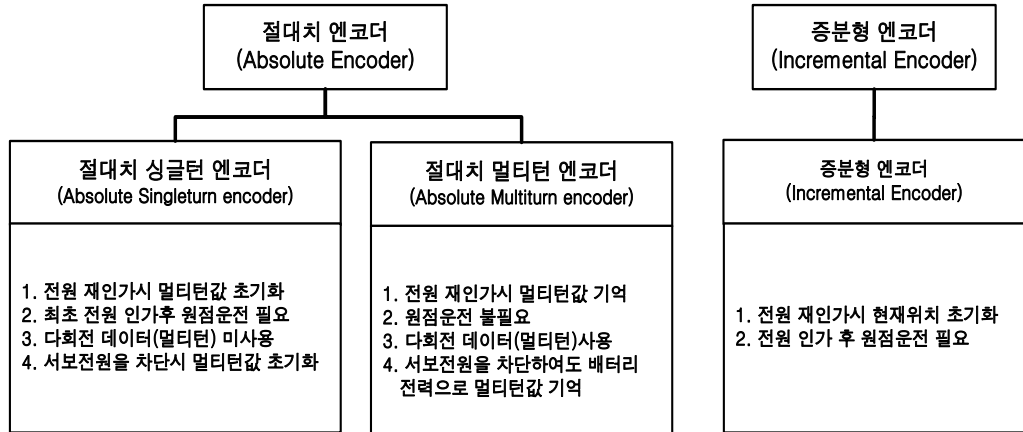 절대치 엔코더
(Absolute Encoder)
증분형 엔코더
(Incremental Encoder)
절대치 싱글턴 엔코더
(Absolute Singleturn encoder)
1. 전원 재인가시 멀티턴값 초기화
2. 최초 전원 인가후 원점운전 필요
3. 다회전 데이터(멀티턴) 미사용
4. 서보전원을 차단시 멀티턴값 초기화
절대치 멀티턴 엔코더
(Absolute Multiturn encoder)
1. 전원 재인가시 멀티턴값 기억
2. 원점운전 불필요
3. 다회전 데이터(멀티턴)사용
4. 서보전원을 차단하여도 배터리
전력으로 멀티턴값 기억
증분형 엔코더
(Incremental Encoder)
1. 전원 재인가시 현재위치 초기화
2. 전원 인가 후 원점운전 필요